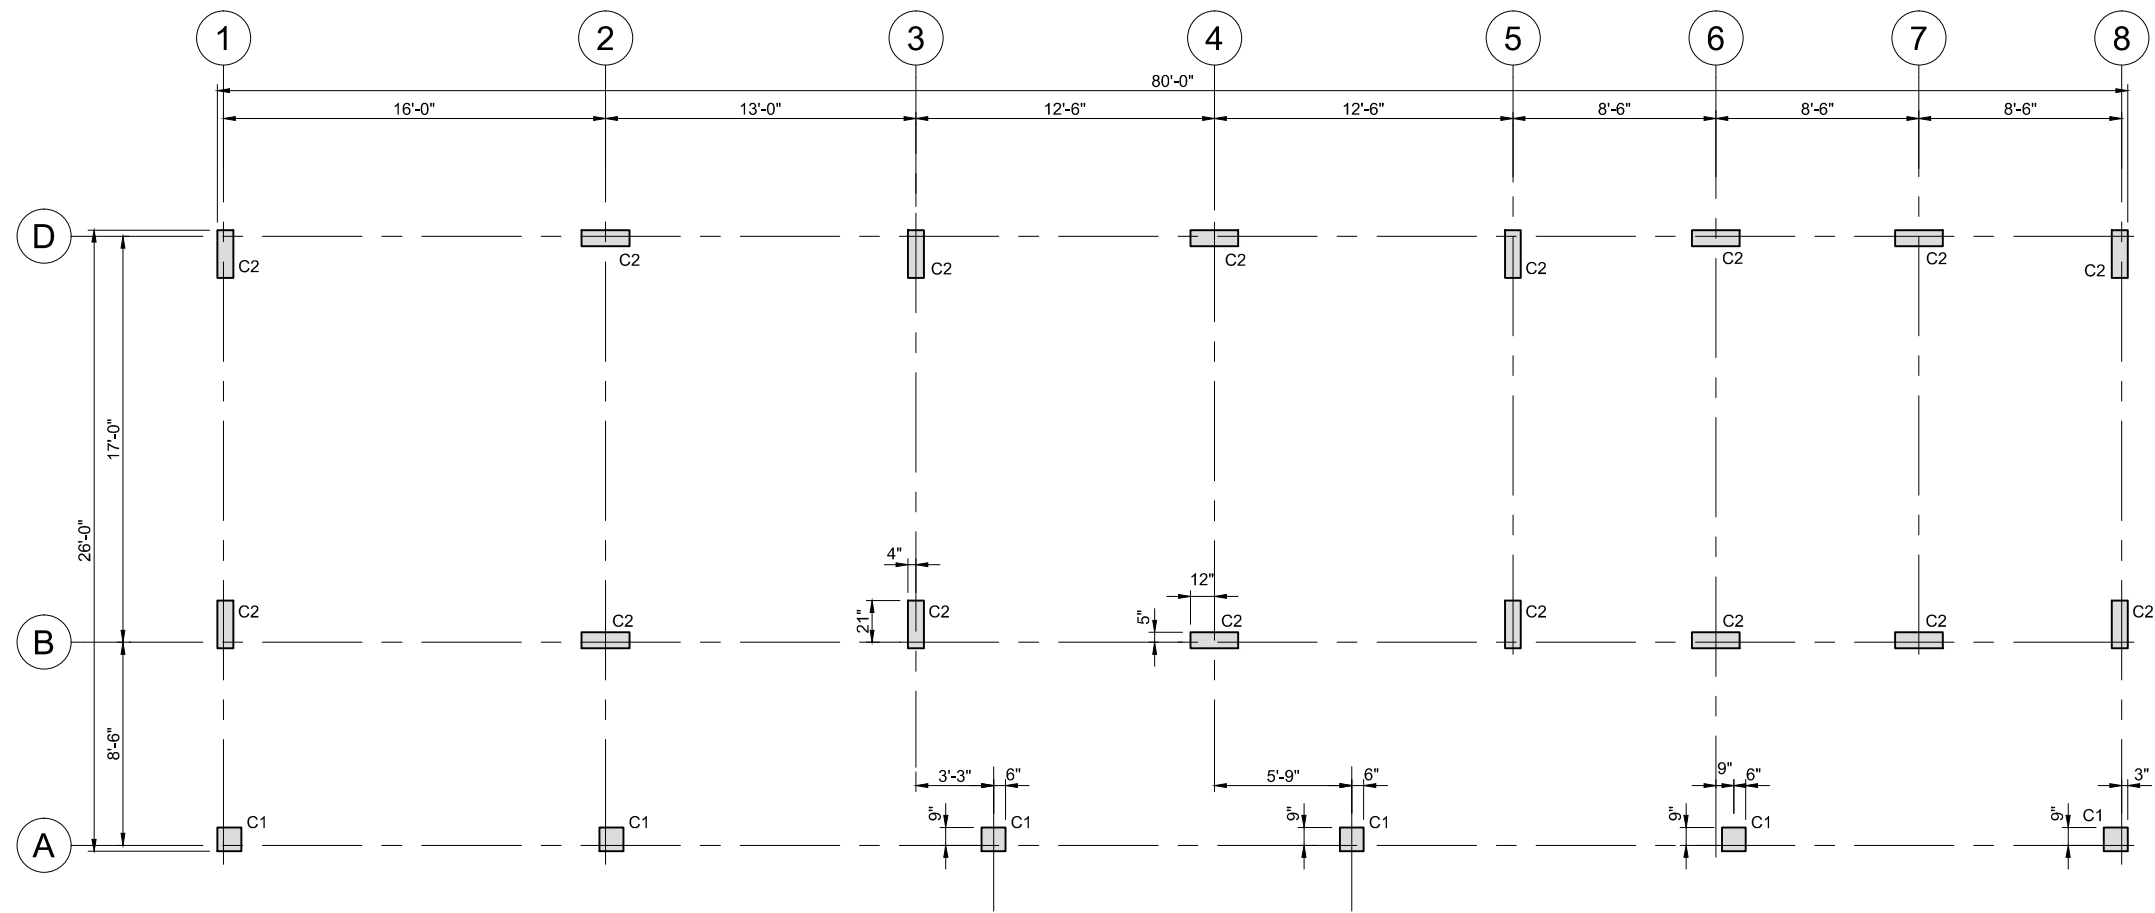 1 2 3 4 5 6 7 8
80'-0"
16'-0" 13'-0" 12'-6" 12'-6" 8'-6" 8'-6" 8'-6"
D
C2 C2 C2 C2 C2 C2 C2 C2
17'-0"
26'-0"
4"
12"
21"
5"
C2 C2 C2 C2 C2 C2 C2 C2
B
8'-6"
3'-3" 6" 5'-9" 6" 9" 6" 3"
9" 9" 9" 9"
C1 C1 C1 C1 C1 C1
A